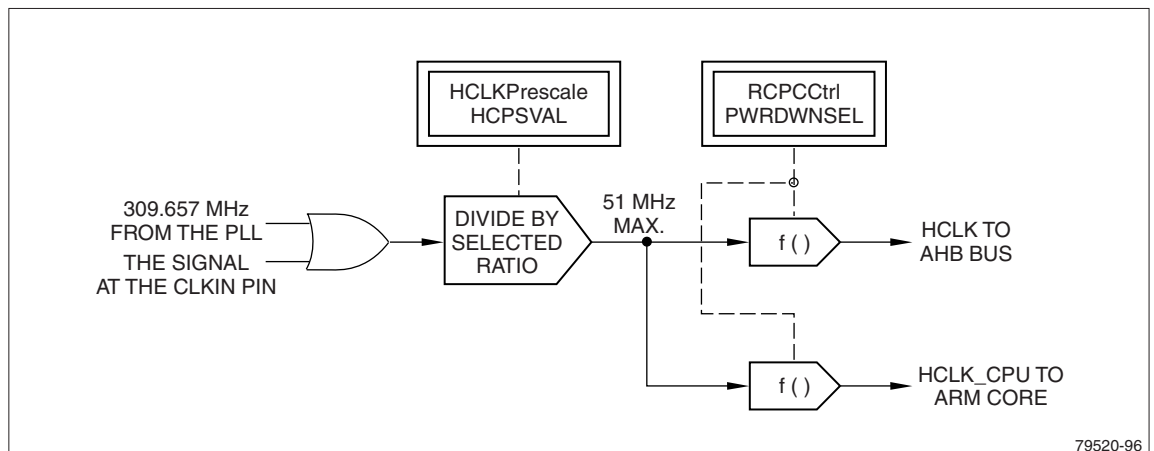 HCLKPrescale
HCPSVAL
RCPCCtrl
PWRDWNSEL
309.657 MHz
FROM THE PLL
THE SIGNAL
AT THE CLKIN PIN
DIVIDE BY
SELECTED
RATIO
51 MHz
MAX.
f ( )
HCLK TO
AHB BUS
f ( )
HCLK_CPU TO
ARM CORE
79520-96